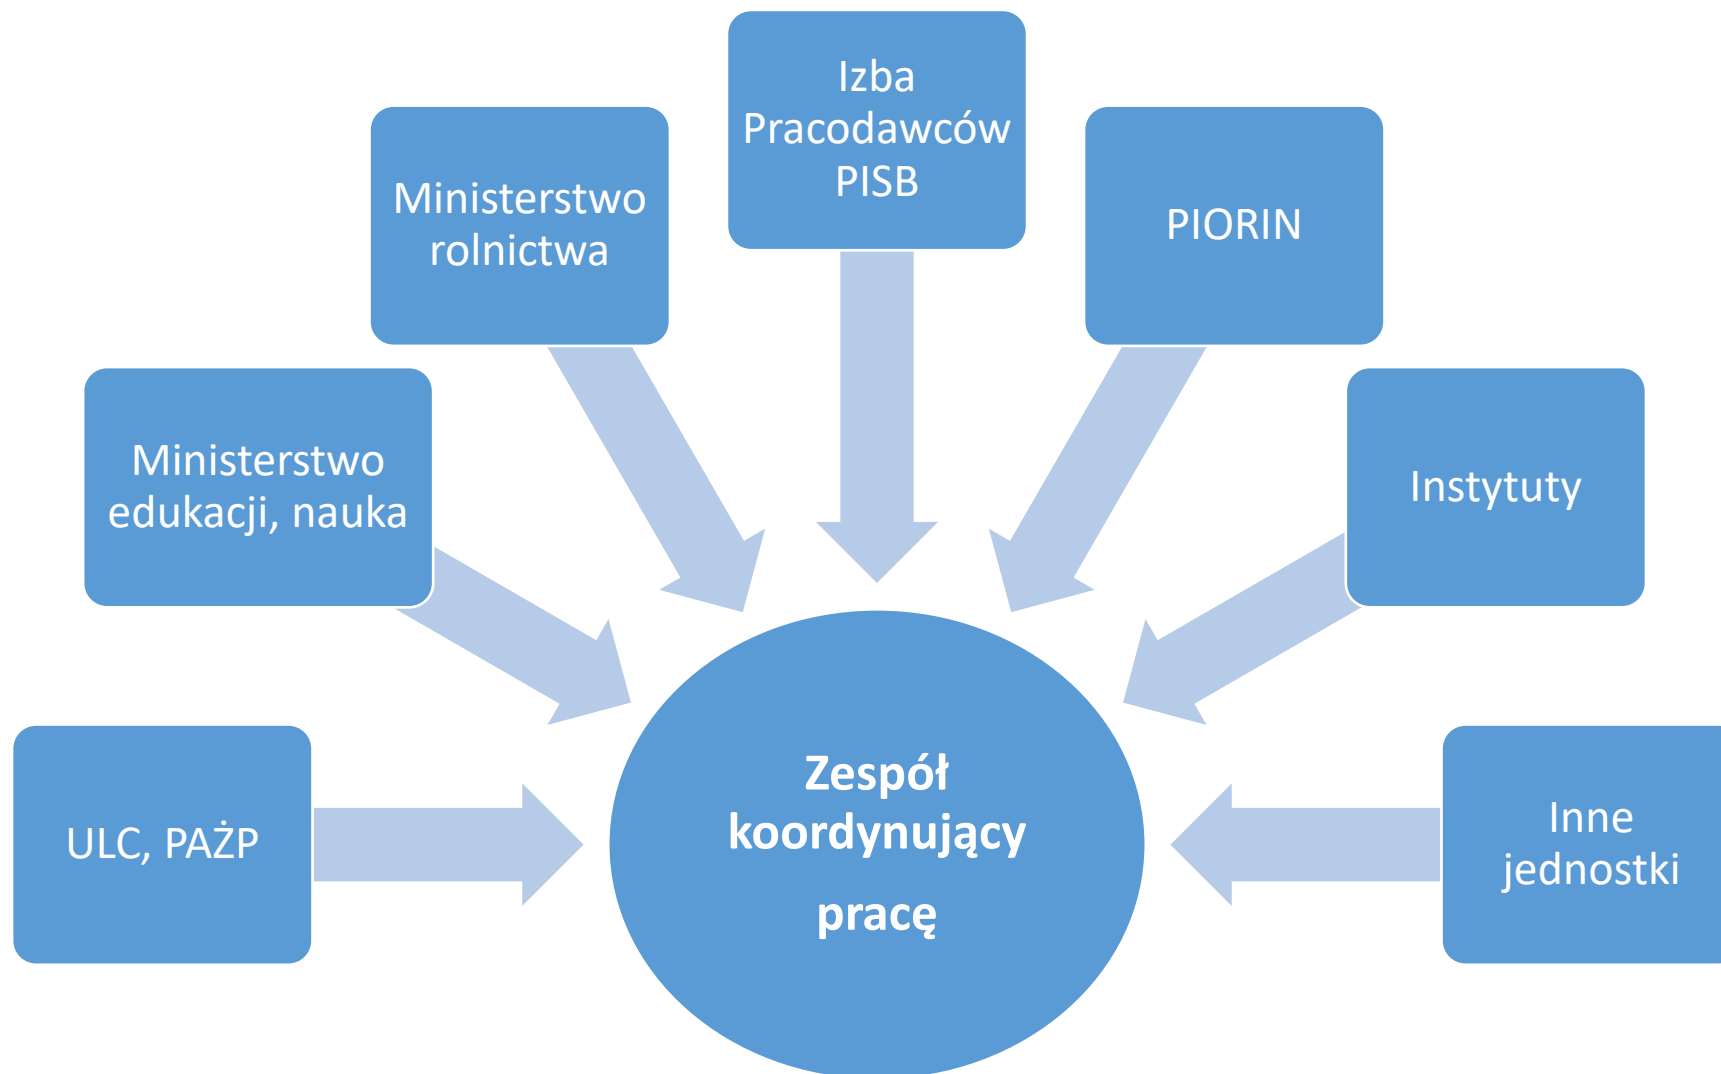 Izba
Pracodawców
PISB
Ministerstwo
rolnictwa
PIORIN
Ministerstwo
edukacji, nauka
Instytuty
ULC, PAŻP
Zespół
koordynujący
pracę
Inne
jednostki